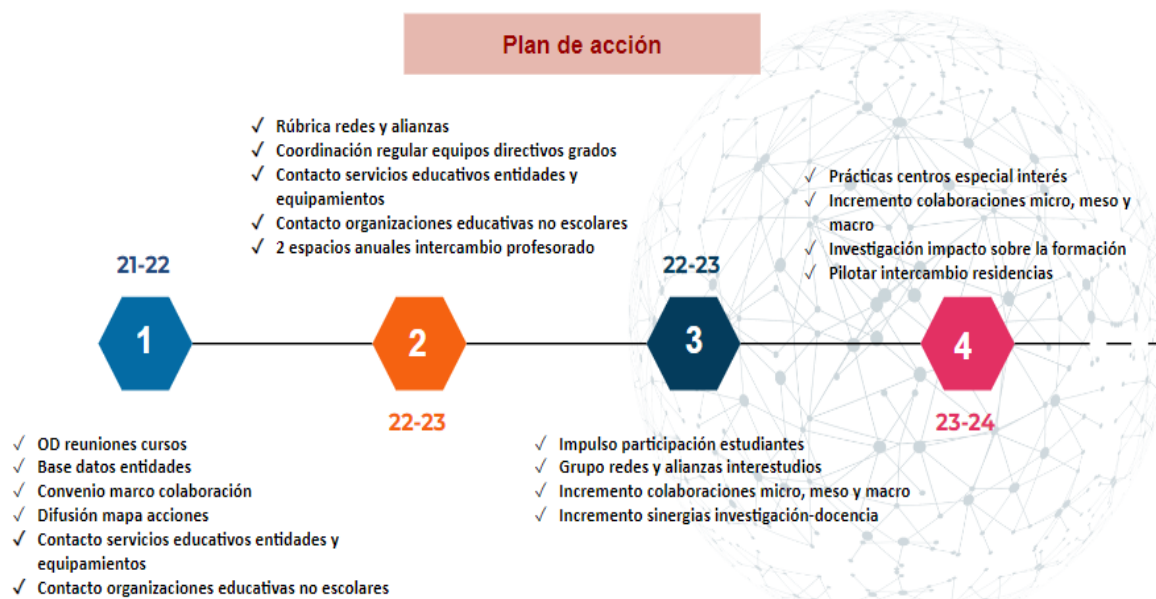 Plan de acción
✓ Rúbrica redes y alianzas
✓ Coordinación regular equipos directivos grados
✓ Contacto servicios educativos entidades y
equipamientos
✓ Contacto organizaciones educativas no escolares
✓ 2 espacios anuales intercambio profesorado
✓ Prácticas centros especial interés
✓ Incremento colaboraciones micro, meso y
macro
✓ Investigación impacto sobre la formación
✓ Pilotar intercambio residencias
21-22
22-23
1
2
3
4
22-23
23-24
✓ OD reuniones cursos
✓ Base datos entidades
✓ Convenio marco colaboración
✓ Difusión mapa acciones
✓ Contacto servicios educativos entidades y
equipamientos
✓ Contacto organizaciones educativas no escolares
✓ Impulso participación estudiantes
✓ Grupo redes y alianzas interestudios
✓ Incremento colaboraciones micro, meso y macro
✓ Incremento sinergias investigación-docencia